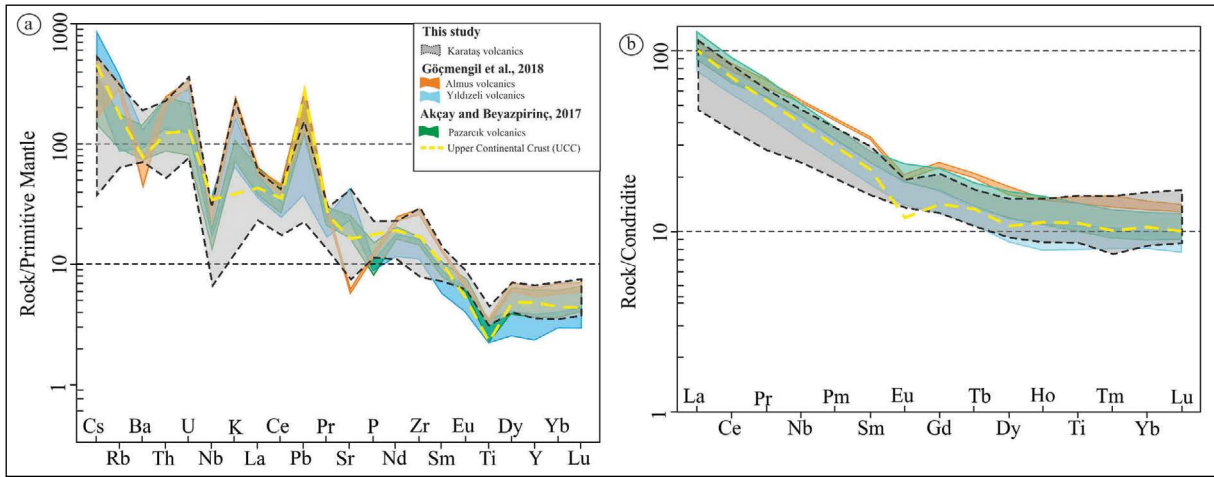 a
1000
100
10
1
Rock/Primitive Mantle
This study
Karataş volcanics
Göçmengil et al., 2018
Almus volcanics
Yıldızeli volcanics
Akçay and Beyazpirinç, 2017
Pazarcık volcanics
Upper Continental Crust (UCC)
Cs Ba U K Ce Pr P Zr Eu Dy Yb
Rb Th Nb La Pb Sr Nd Sm Ti Y Lu
b
100
10
1
Rock/Condridite
La Pr Pm Eu Tb Ho Tm Lu
Ce Nb Sm Gd Dy Ti Yb